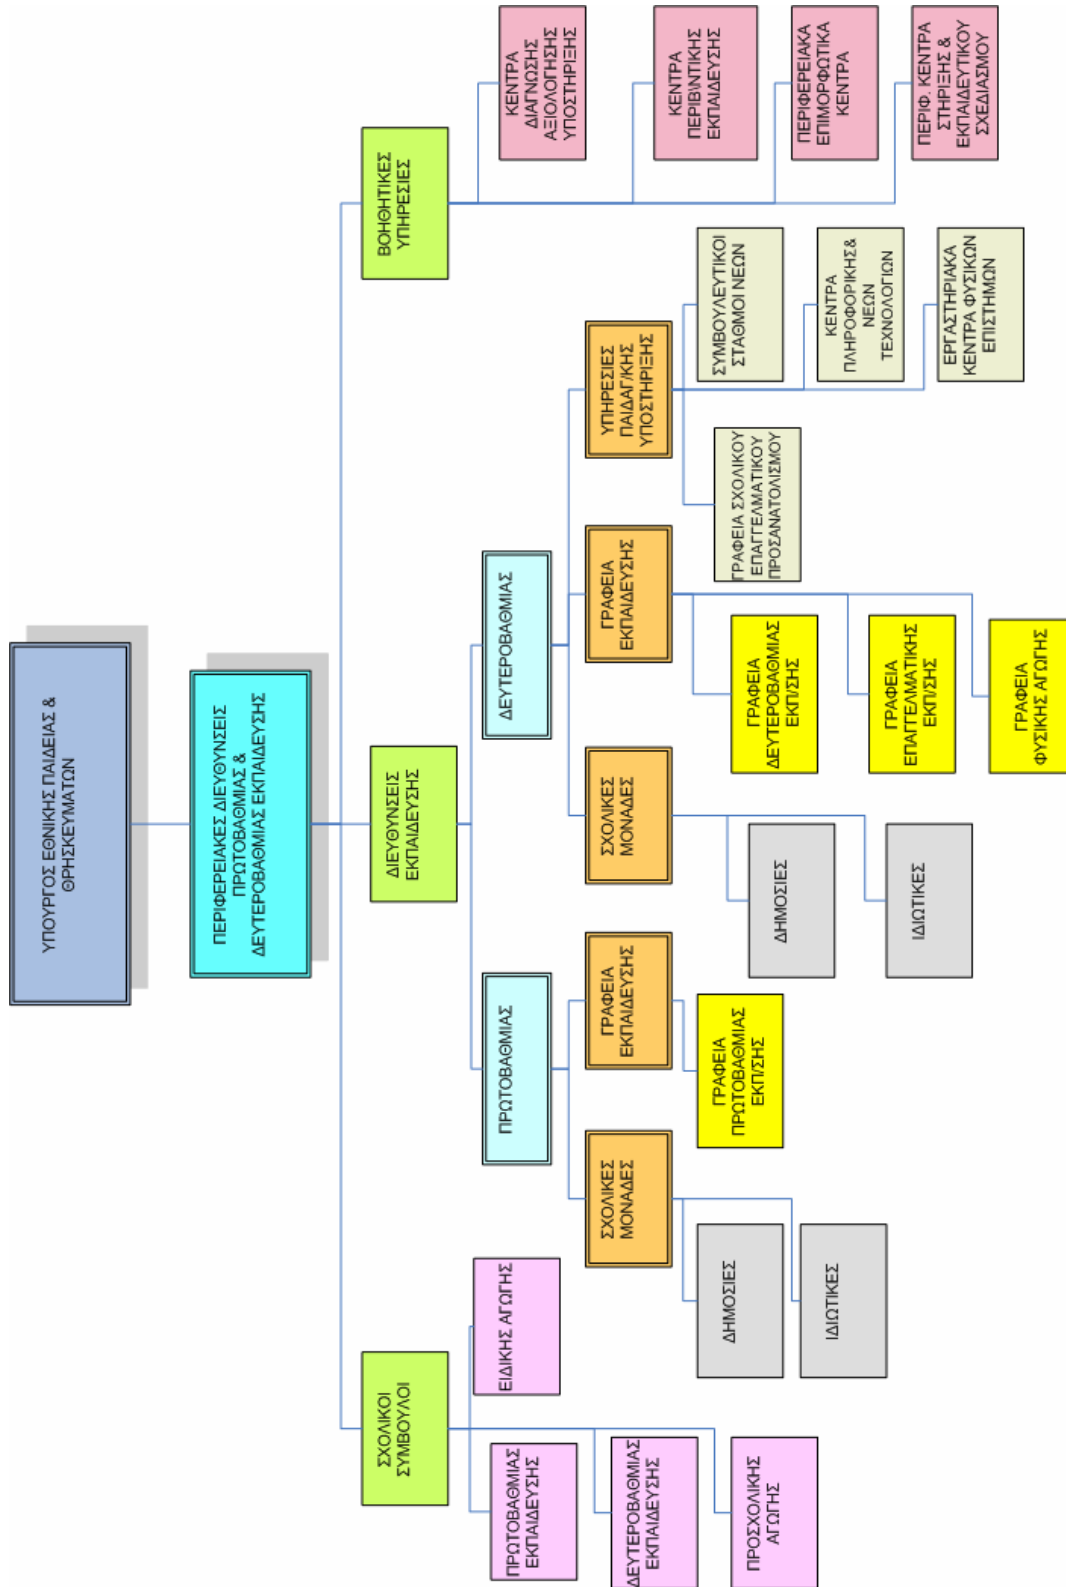 ΥΠΟΥΡΓΟΣ ΕΘΝΙΚΗΣ ΠΑΙΔΕΙΑΣ &
ΘΡΗΣΚΕΥΜΑΤΩΝ
ΠΕΡΙΦΕΡΕΙΑΚΕΣ ΔΙΕΥΘΥΝΣΕΙΣ
ΠΡΩΤΟΒΑΘΜΙΑΣ &
ΔΕΥΤΕΡΟΒΑΘΜΙΑΣ ΕΚΠΑΙΔΕΥΣΗΣ
ΣΧΟΛΙΚΟΙ
ΣΥΜΒΟΥΛΟΙ
ΔΙΕΥΘΥΝΣΕΙΣ
ΕΚΠΑΙΔΕΥΣΗΣ
ΒΟΗΘΗΤΙΚΕΣ
ΥΠΗΡΕΣΙΕΣ
ΠΡΩΤΟΒΑΘΜΙΑΣ
ΕΚΠΑΙΔΕΥΣΗΣ
ΕΙΔΙΚΗΣ ΑΓΩΓΗΣ
ΔΕΥΤΕΡΟΒΑΘΜΙΑΣ
ΕΚΠΑΙΔΕΥΣΗΣ
ΠΡΟΣΧΟΛΙΚΗΣ
ΑΓΩΓΗΣ
ΠΡΩΤΟΒΑΘΜΙΑΣ
ΣΧΟΛΙΚΕΣ
ΜΟΝΑΔΕΣ
ΔΗΜΟΣΙΕΣ
ΙΔΙΩΤΙΚΕΣ
ΓΡΑΦΕΙΑ
ΕΚΠΑΙΔΕΥΣΗΣ
ΓΡΑΦΕΙΑ
ΠΡΩΤΟΒΑΘΜΙΑΣ
ΕΚΠ/ΣΗΣ
ΔΕΥΤΕΡΟΒΑΘΜΙΑΣ
ΣΧΟΛΙΚΕΣ
ΜΟΝΑΔΕΣ
ΔΗΜΟΣΙΕΣ
ΙΔΙΩΤΙΚΕΣ
ΓΡΑΦΕΙΑ
ΕΚΠΑΙΔΕΥΣΗΣ
ΓΡΑΦΕΙΑ
ΔΕΥΤΕΡΟΒΑΘΜΙΑΣ
ΕΚΠ/ΣΗΣ
ΓΡΑΦΕΙΑ
ΕΠΑΓΓΕΛΜΑΤΙΚΗΣ
ΕΚΠ/ΣΗΣ
ΓΡΑΦΕΙΑ
ΦΥΣΙΚΗΣ ΑΓΩΓΗΣ
ΥΠΗΡΕΣΙΕΣ
ΠΑΙΔΑΓ/ΚΗΣ
ΥΠΟΣΤΗΡΙΞΗΣ
ΓΡΑΦΕΙΑ ΣΧΟΛΙΚΟΥ
ΕΠΑΓΓΕΛΜΑΤΙΚΟΥ
ΠΡΟΣΑΝΑΤΟΛΙΣΜΟΥ
ΣΥΜΒΟΥΛΕΥΤΙΚΟΙ
ΣΤΑΘΜΟΙ ΝΕΩΝ
ΚΕΝΤΡΑ
ΠΛΗΡΟΦΟΡΙΚΗΣ&
ΝΕΩΝ
ΤΕΧΝΟΛΟΓΙΩΝ
ΕΡΓΑΣΤΗΡΙΑΚΑ
ΚΕΝΤΡΑ ΦΥΣΙΚΩΝ
ΕΠΙΣΤΗΜΩΝ
ΚΕΝΤΡΑ
ΔΙΑΓΝΩΣΗΣ
ΑΞΙΟΛΟΓΗΣΗΣ
ΥΠΟΣΤΗΡΙΞΗΣ
ΚΕΝΤΡΑ
ΠΕΡΙΒ\ΝΤΙΚΗΣ
ΕΚΠΑΙΔΕΥΣΗΣ
ΠΕΡΙΦΕΡΕΙΑΚΑ
ΕΠΙΜΟΡΦΩΤΙΚΑ
ΚΕΝΤΡΑ
ΠΕΡΙΦ. ΚΕΝΤΡΑ
ΣΤΗΡΙΞΗΣ &
ΕΚΠΑΙΔΕΥΤΙΚΟΥ
ΣΧΕΔΙΑΣΜΟΥ